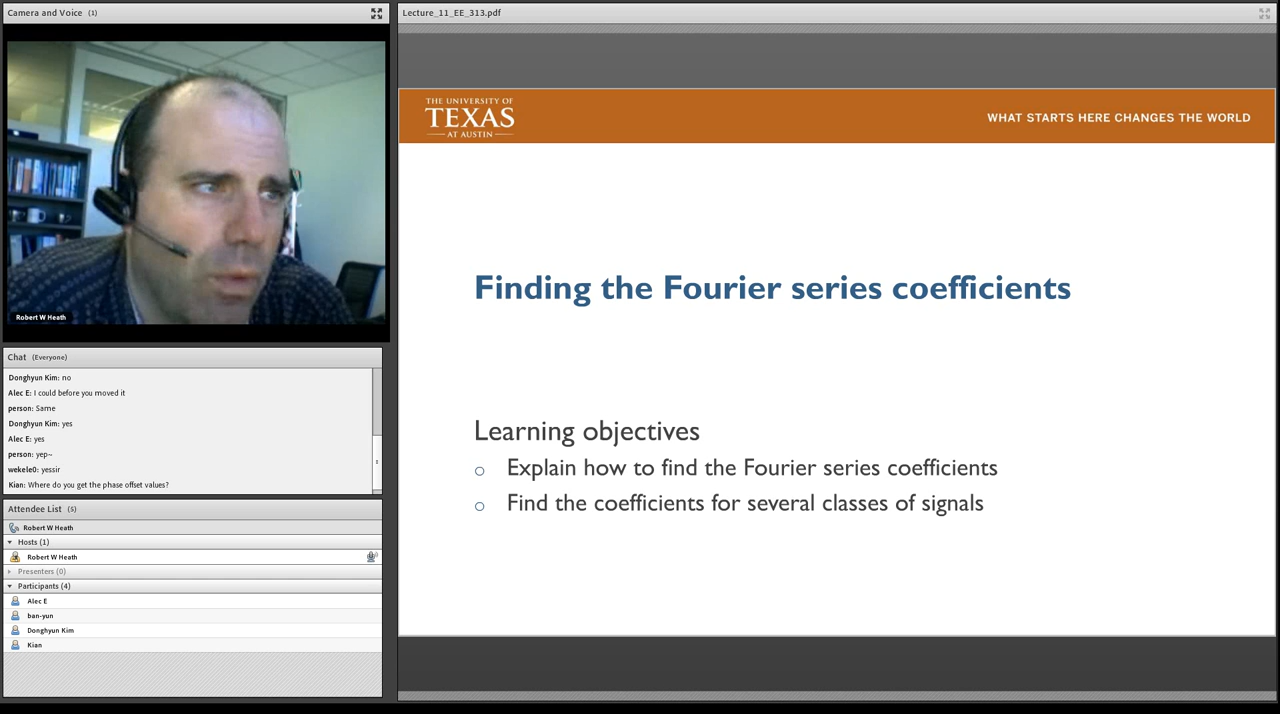 Camera and Voice (1)
Robert W Heath
Chat (Everyone)
Donghyun Kim: no
Alec E: I could before you moved it
person: Same
Donghyun Kim: yes
Alec E: yes
person: yep~
wekele0: yessir
Kian: Where do you get the phase offset values?
Attendee List (5)
Robert W Heath
Hosts (1)
Robert W Heath
Presenters (0)
Participants (4)
Alec E
ban-yun
Donghyun Kim
Kian
Lecture_11_EE_313.pdf
THE UNIVERSITY OF
TEXAS
AT AUSTIN
WHAT STARTS HERE CHANGES THE WORLD
Finding the Fourier series coefficients
Learning objectives
Explain how to find the Fourier series coefficients
Find the coefficients for several classes of signals